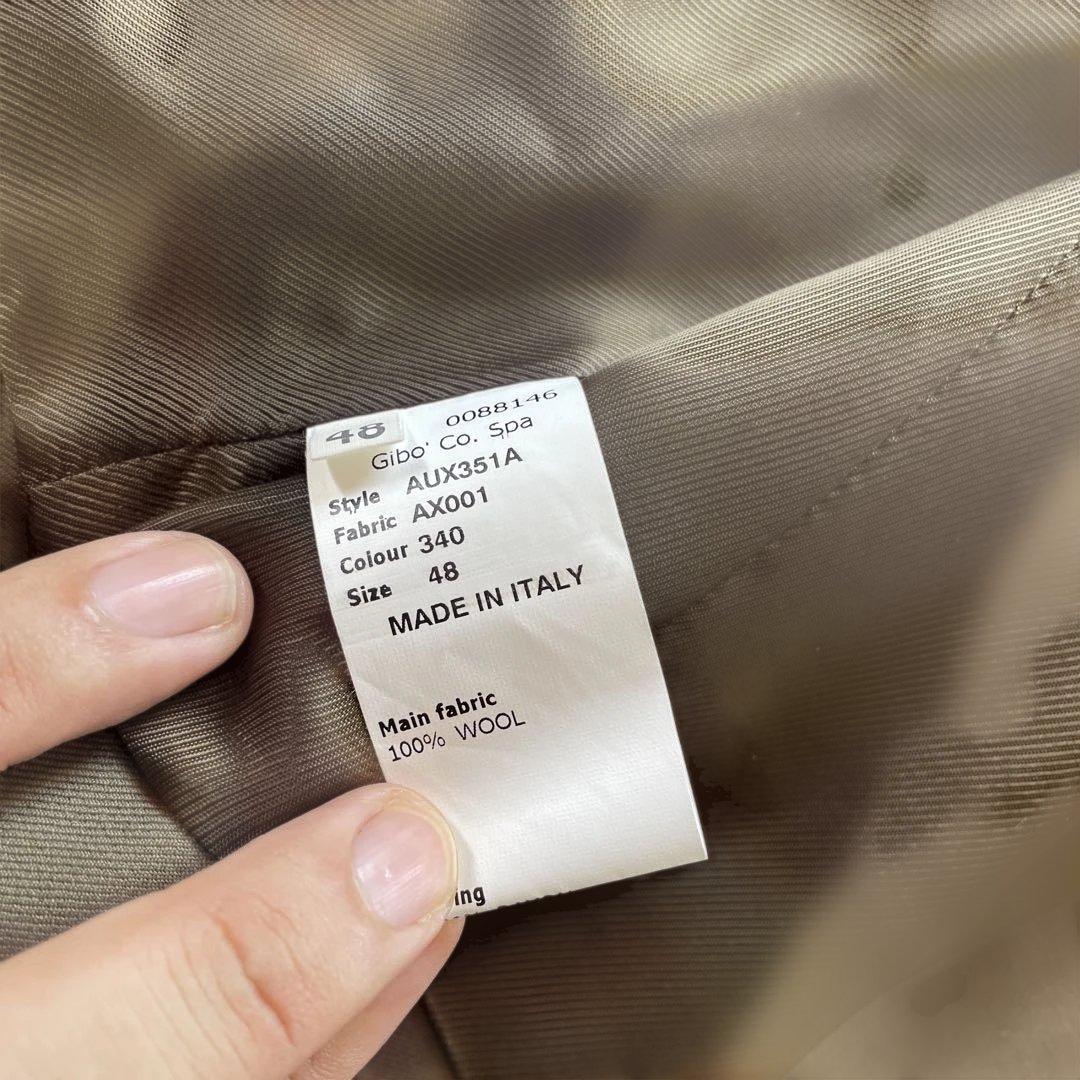 48
0088146
Gibo' Co. Spa
Style AUX351A
Fabric AX001
Colour 340
Size 48
MADE IN ITALY
Main fabric
100% WOOL
ing